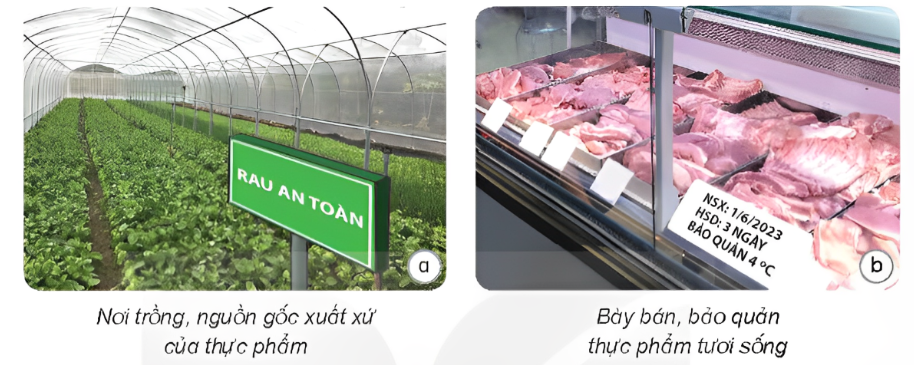 RAU AN TOÀN
a
NSX: 1/6/2023
HSD: 3 NGÀY
BẢO QUẢN 4 ºC
b
Nơi trồng, nguồn gốc xuất xứ
của thực phẩm
Bày bán, bảo quản
thực phẩm tươi sống